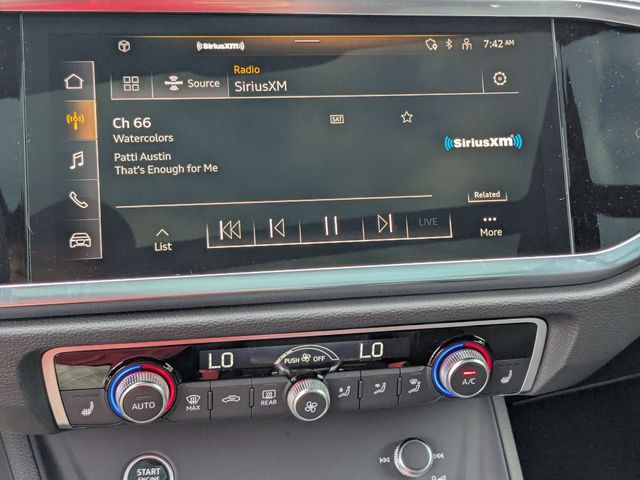 SiriusXM
7:42 AM
Source
Radio
SiriusXM
Ch 66
SAT
Watercolors
Patti Austin
That's Enough for Me
SiriusXM
Related
List
LIVE
More
LO
PUSH OFF
LO
AUTO
MAX
REAR
A/C
START
ENGINE